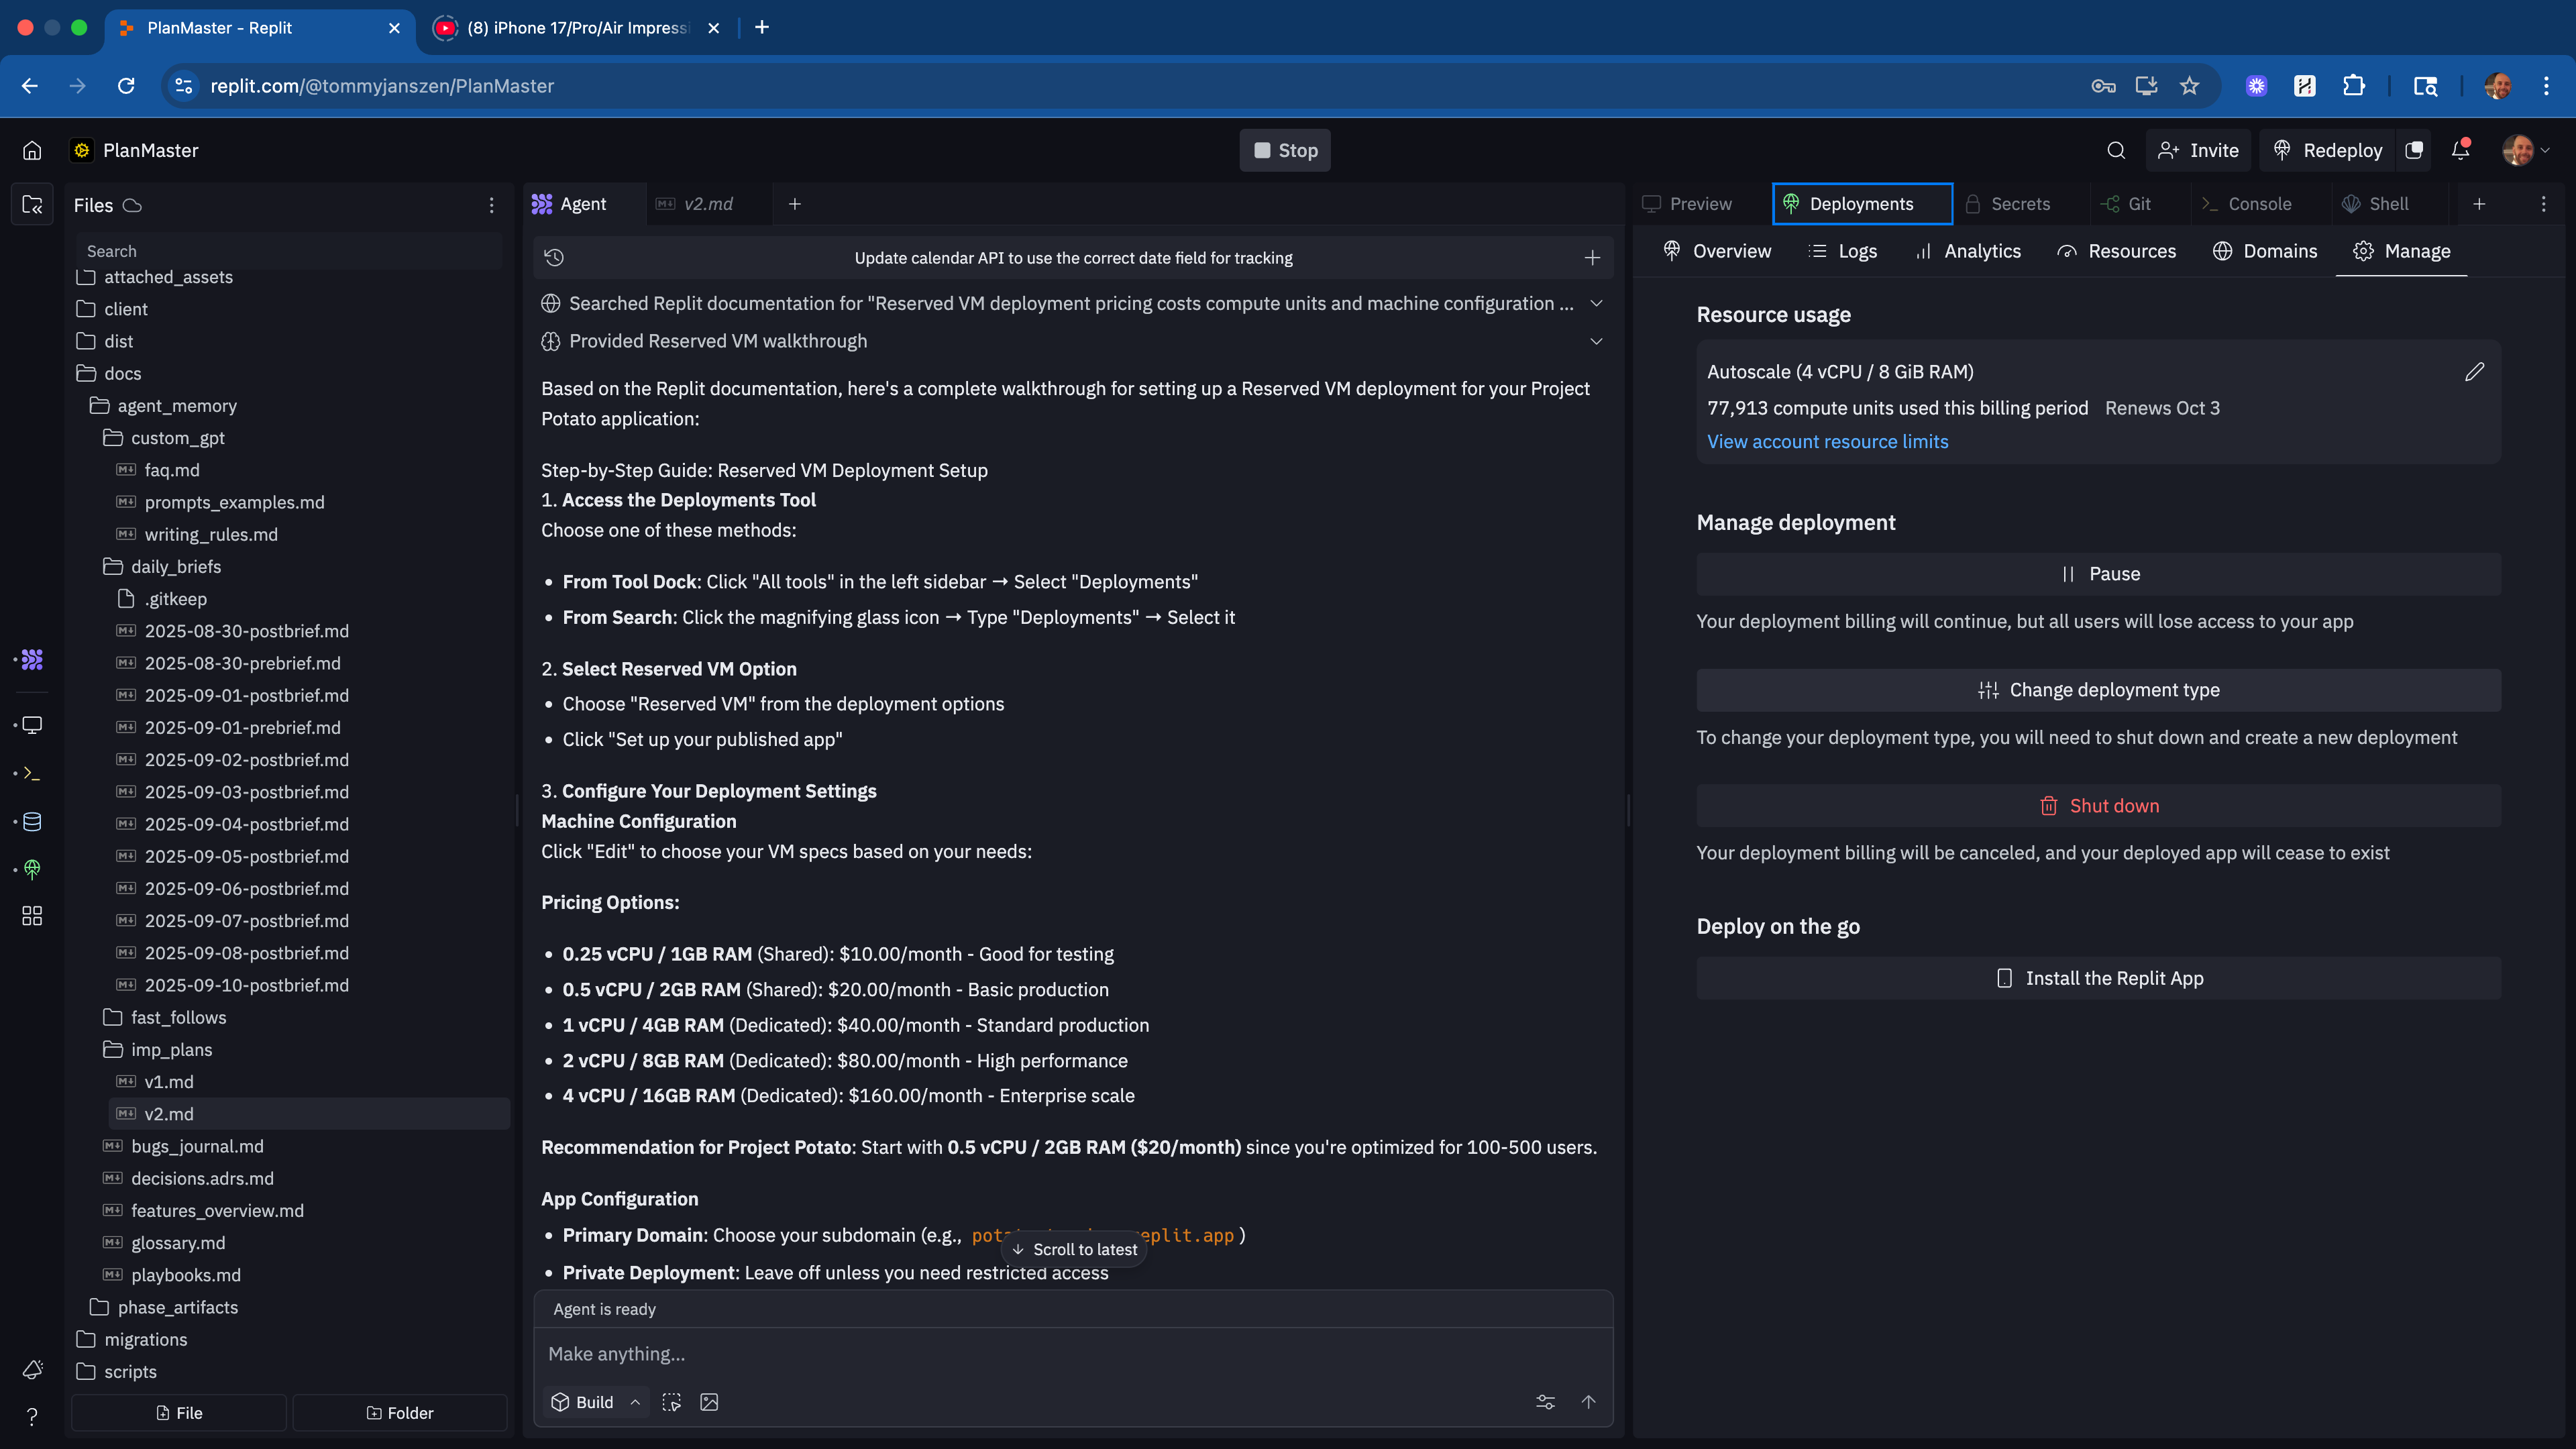 PlanMaster - Replit
(8) iPhone 17/Pro/Air Impressi
replit.com/@tommyjanszen/PlanMaster
PlanMaster
Stop
Invite
Redeploy
Files
Search
attached_assets
client
dist
docs
agent_memory
custom_gpt
faq.md
prompts_examples.md
writing_rules.md
daily_briefs
.gitkeep
2025-08-30-postbrief.md
2025-08-30-prebrief.md
2025-09-01-postbrief.md
2025-09-01-prebrief.md
2025-09-02-postbrief.md
2025-09-03-postbrief.md
2025-09-04-postbrief.md
2025-09-05-postbrief.md
2025-09-06-postbrief.md
2025-09-07-postbrief.md
2025-09-08-postbrief.md
2025-09-10-postbrief.md
fast_follows
imp_plans
v1.md
v2.md
bugs_journal.md
decisions.adrs.md
features_overview.md
glossary.md
playbooks.md
phase_artifacts
migrations
scripts
File
Folder
Agent
v2.md
Update calendar API to use the correct date field for tracking
Searched Replit documentation for "Reserved VM deployment pricing costs compute units and machine configuration ...
Provided Reserved VM walkthrough
Based on the Replit documentation, here's a complete walkthrough for setting up a Reserved VM deployment for your Project
Potato application:
Step-by-Step Guide: Reserved VM Deployment Setup
1. Access the Deployments Tool
Choose one of these methods:
• From Tool Dock: Click "All tools" in the left sidebar → Select "Deployments"
• From Search: Click the magnifying glass icon → Type "Deployments" → Select it
2. Select Reserved VM Option
• Choose "Reserved VM" from the deployment options
• Click "Set up your published app"
3. Configure Your Deployment Settings
Machine Configuration
Click "Edit" to choose your VM specs based on your needs:
Pricing Options:
• 0.25 vCPU / 1GB RAM (Shared): $10.00/month - Good for testing
• 0.5 vCPU / 2GB RAM (Shared): $20.00/month - Basic production
• 1 vCPU / 4GB RAM (Dedicated): $40.00/month - Standard production
• 2 vCPU / 8GB RAM (Dedicated): $80.00/month - High performance
• 4 vCPU / 16GB RAM (Dedicated): $160.00/month - Enterprise scale
Recommendation for Project Potato: Start with 0.5 vCPU / 2GB RAM ($20/month) since you're optimized for 100-500 users.
App Configuration
• Primary Domain: Choose your subdomain (e.g., )
Scroll to latest
• Private Deployment: Leave off unless you need restricted access
Agent is ready
Make anything...
Build
Preview
Deployments
Secrets
Git
Console
Shell
Overview
Logs
Analytics
Resources
Domains
Manage
Resource usage
Autoscale (4 vCPU / 8 GiB RAM)
77,913 compute units used this billing period Renews Oct 3
View account resource limits
Manage deployment
Pause
Your deployment billing will continue, but all users will lose access to your app
Change deployment type
To change your deployment type, you will need to shut down and create a new deployment
Shut down
Your deployment billing will be canceled, and your deployed app will cease to exist
Deploy on the go
Install the Replit App